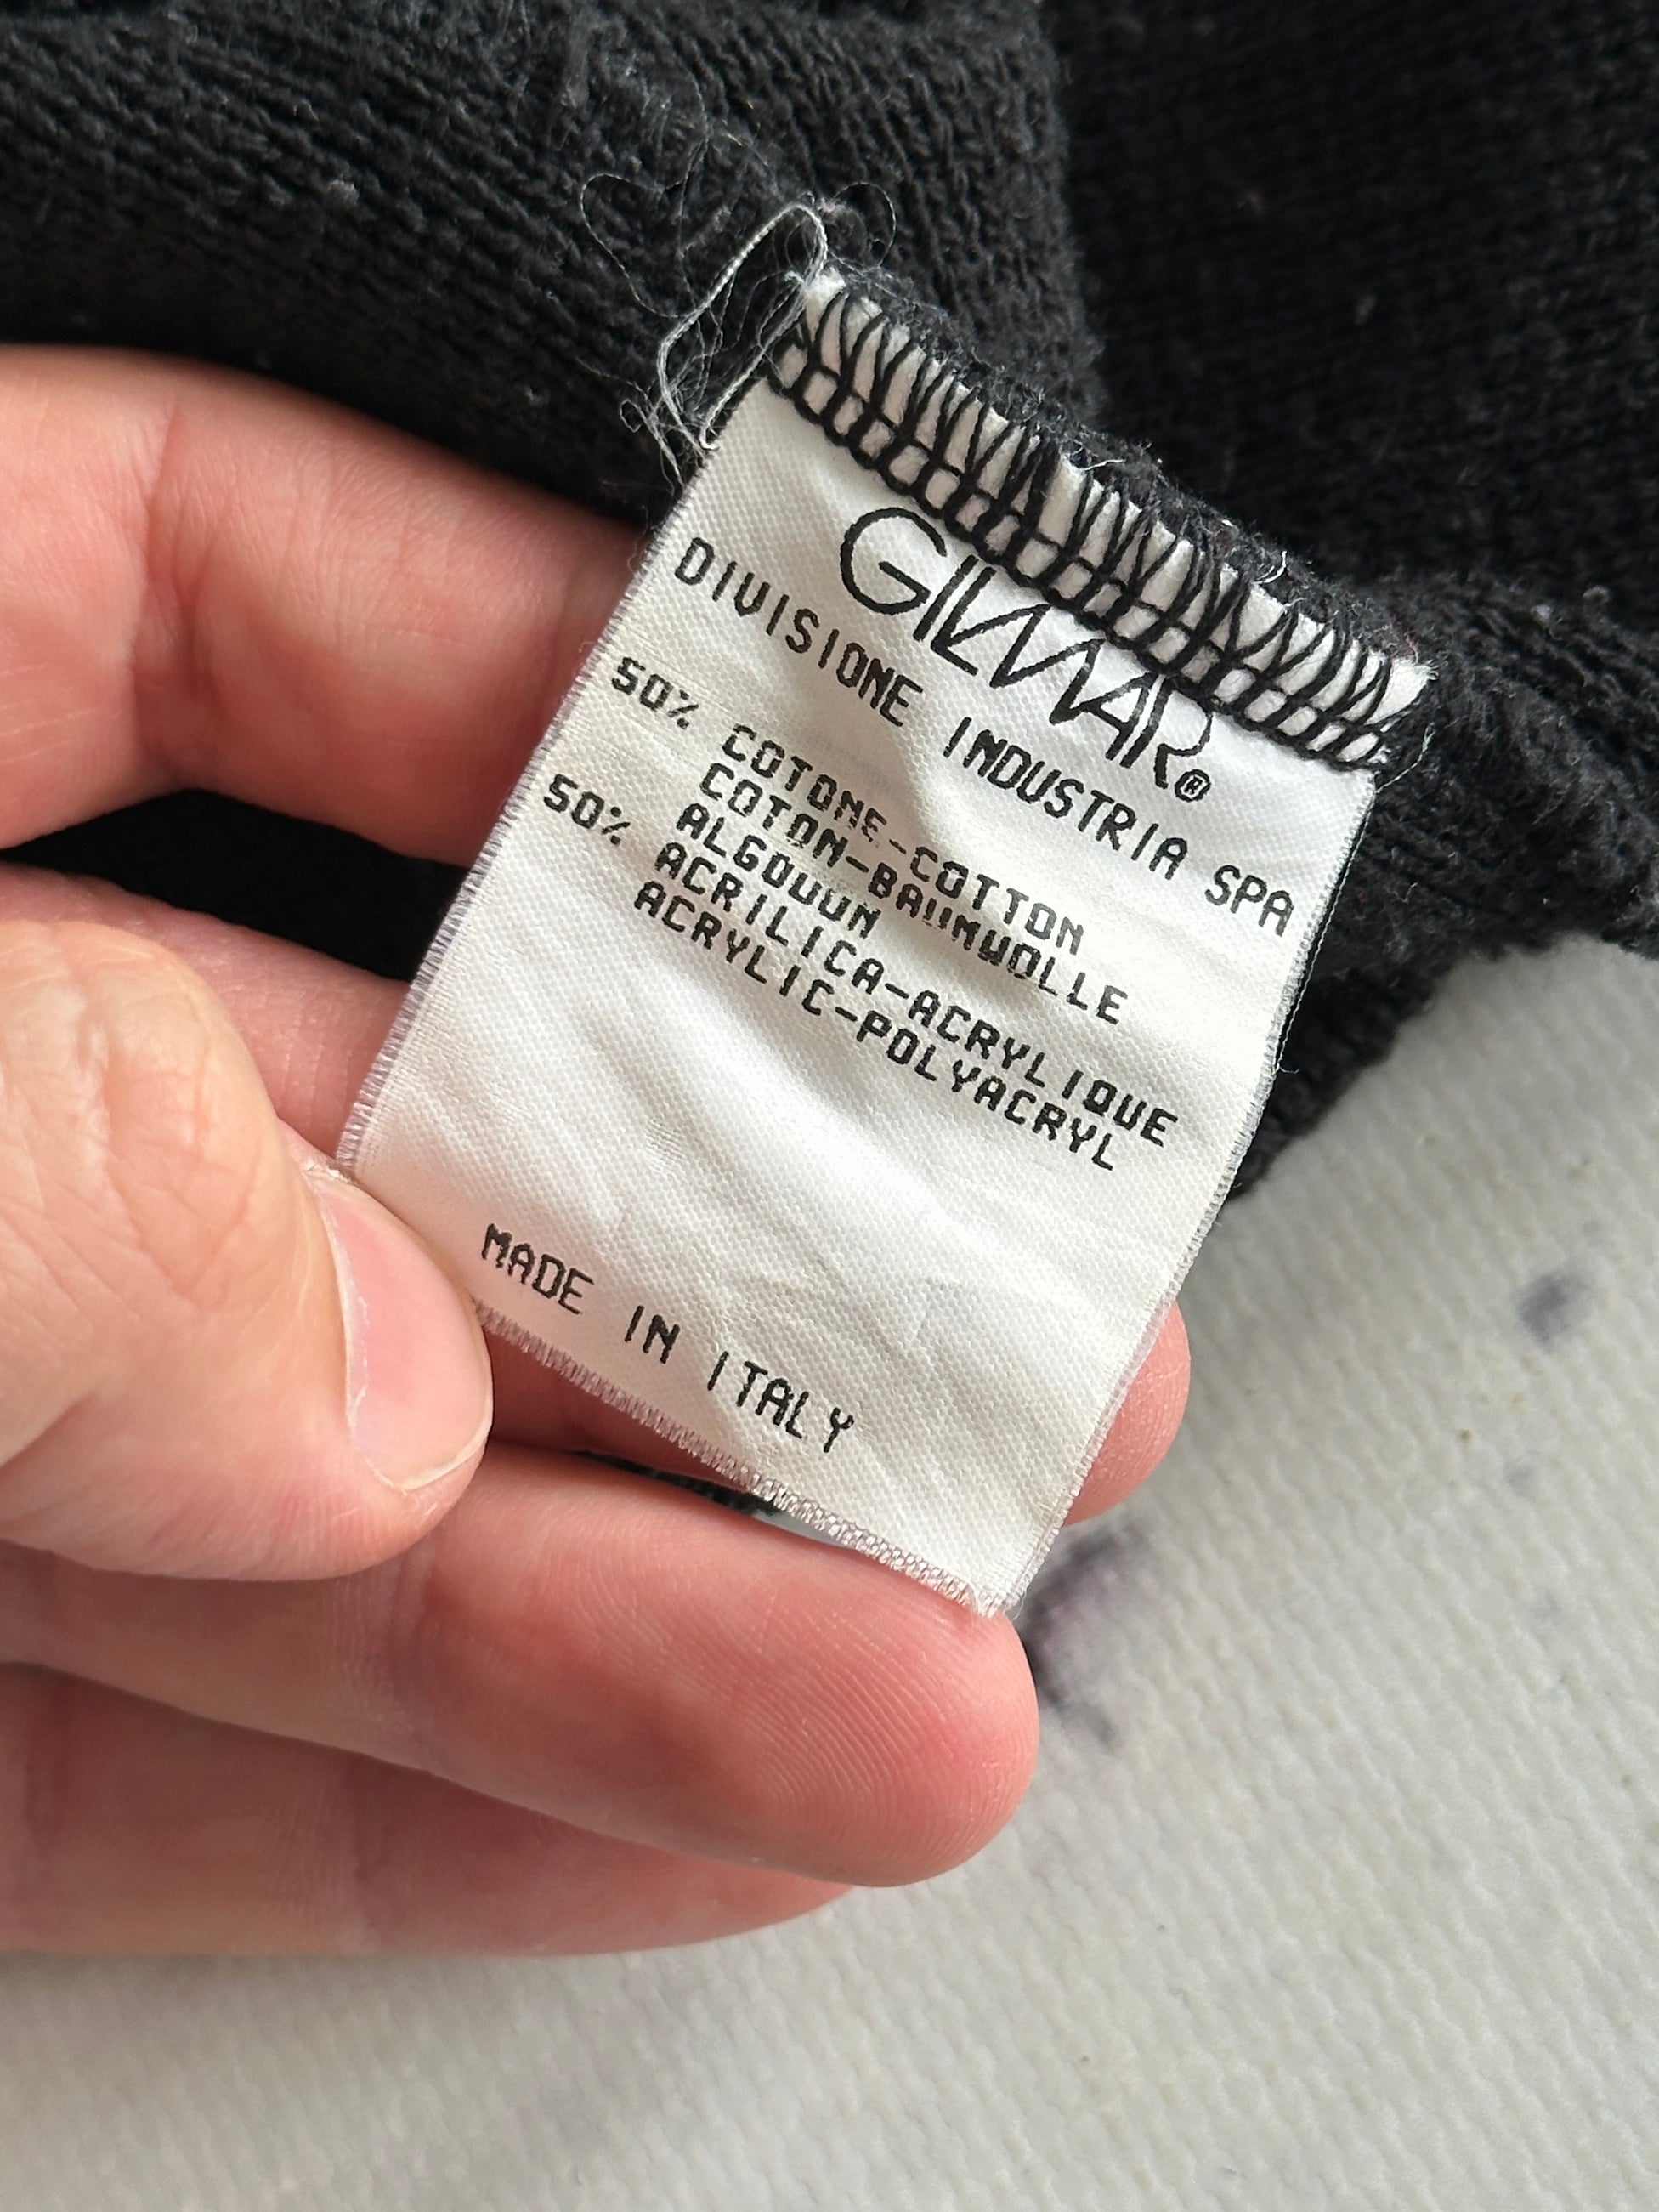 GILMAR®
DIVISIONE INDUSTRIA SPA
50% COTONE-COTTON
COTON-BAUMWOLLE
ALGODON
50% ACRILICA-ACRYLIQUE
ACRYLIC-POLYACRYL
MADE IN ITALY